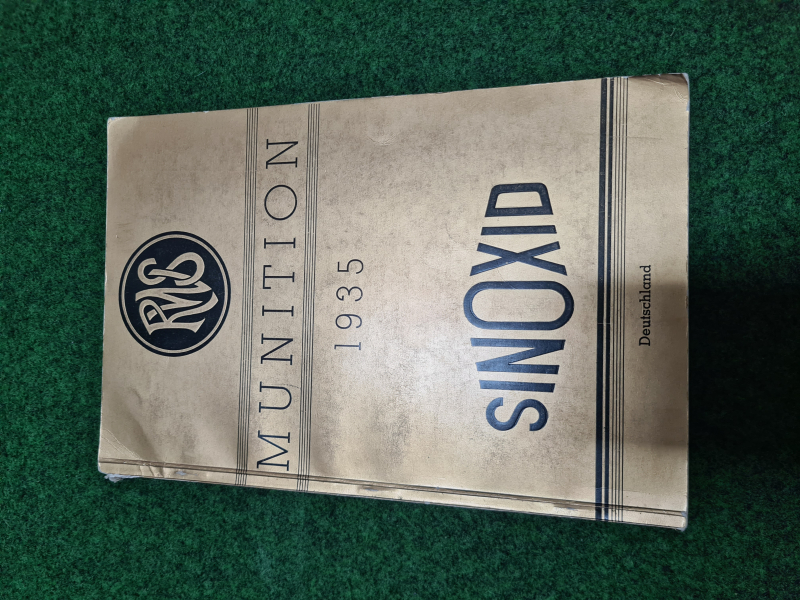 RWS
MUNITION
1935
SINOXID
Deutschland